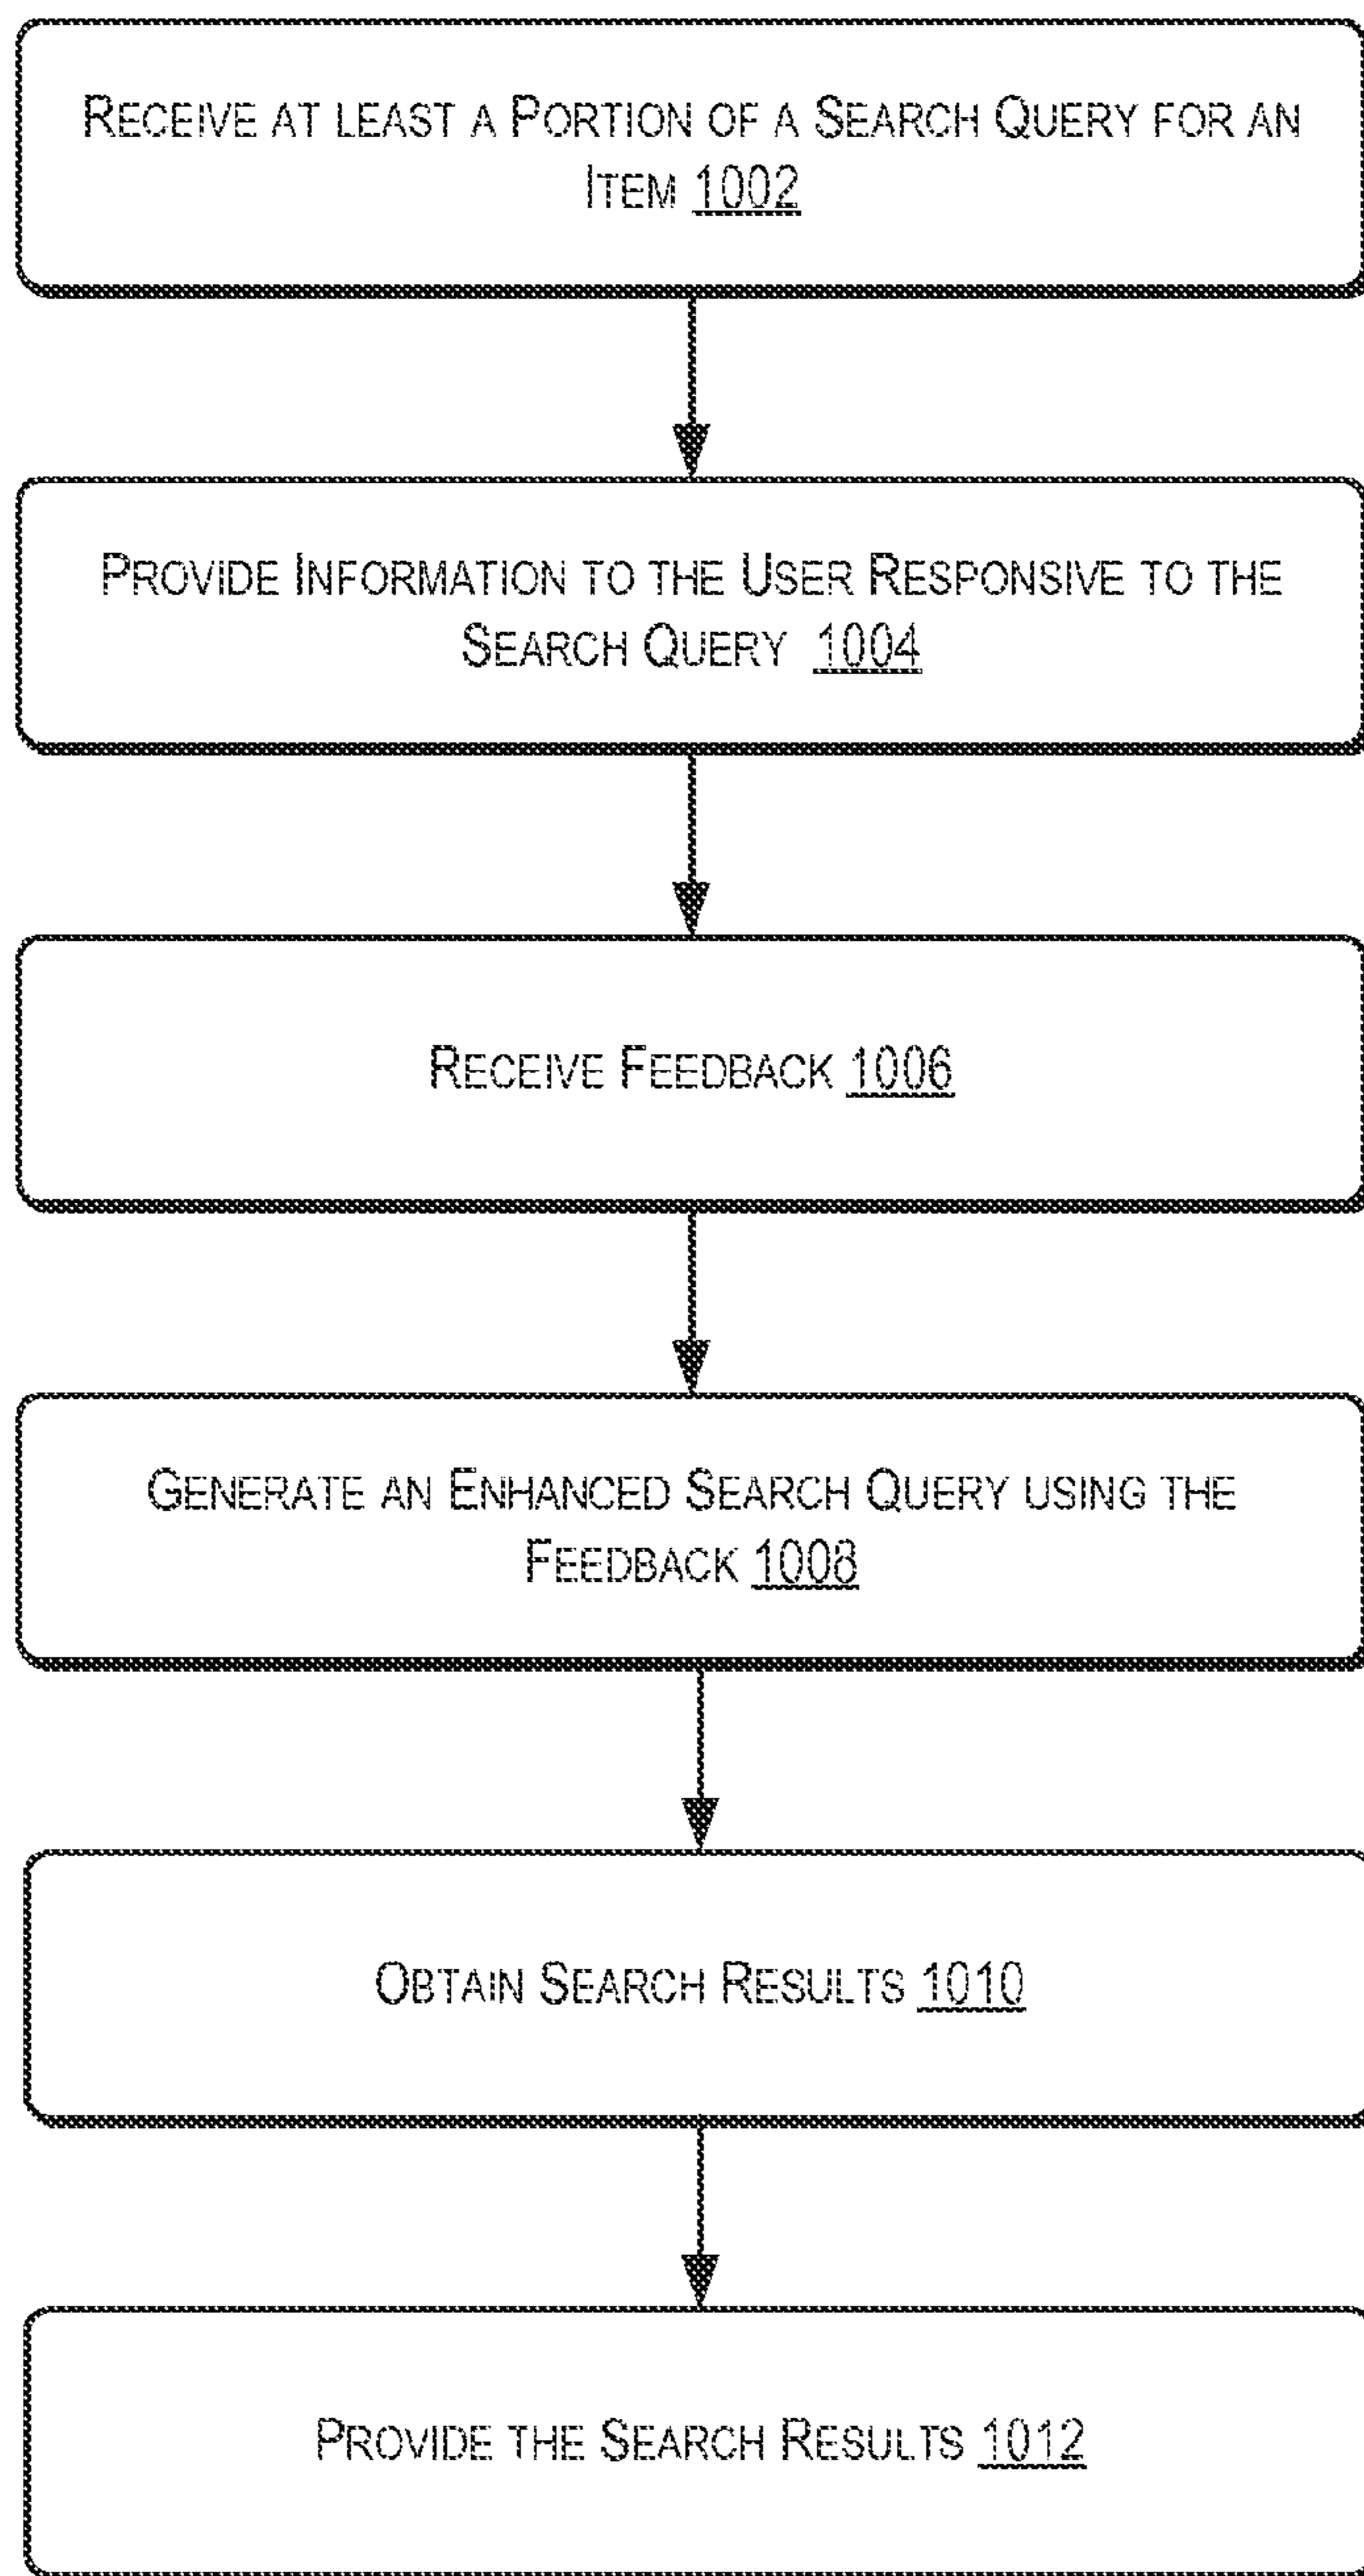 RECEIVE AT LEAST A PORTION OF A SEARCH QUERY FOR AN
ITEM 1002
PROVIDE INFORMATION TO THE USER RESPONSIVE TO THE
SEARCH QUERY 1004
RECEIVE FEEDBACK 1006
GENERATE AN ENHANCED SEARCH QUERY USING THE
FEEDBACK 1008
OBTAIN SEARCH RESULTS 1010
PROVIDE THE SEARCH RESULTS 1012